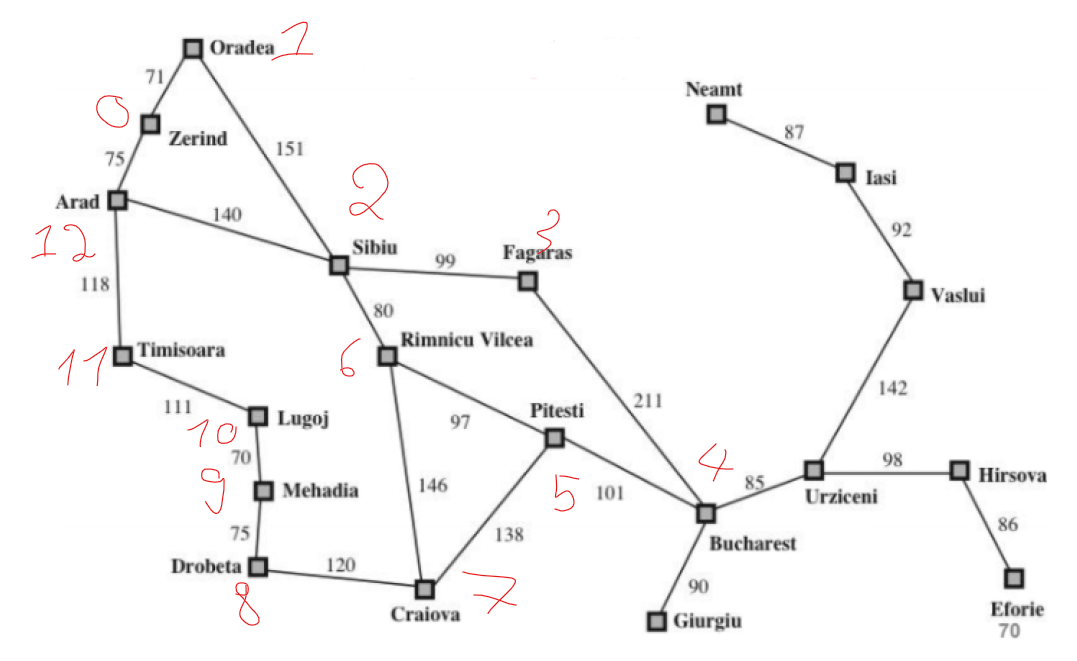 Oradea 1
71
Neamt
87
0
Zerind
151
75
Iasi
Arad
140
2
92
12
Sibiu
3
Fagaras
99
118
80
Vaslui
Timisoara
11
6
Rimnicu Vilcea
142
111
211
Pitesti
Lugoj
10
97
70
4
98
Hirsova
9
Mehadia
146
5
101
85
Urziceni
75
138
86
Bucharest
Drobeta
120
8
7
90
Craiova
Giurgiu
Eforie
70